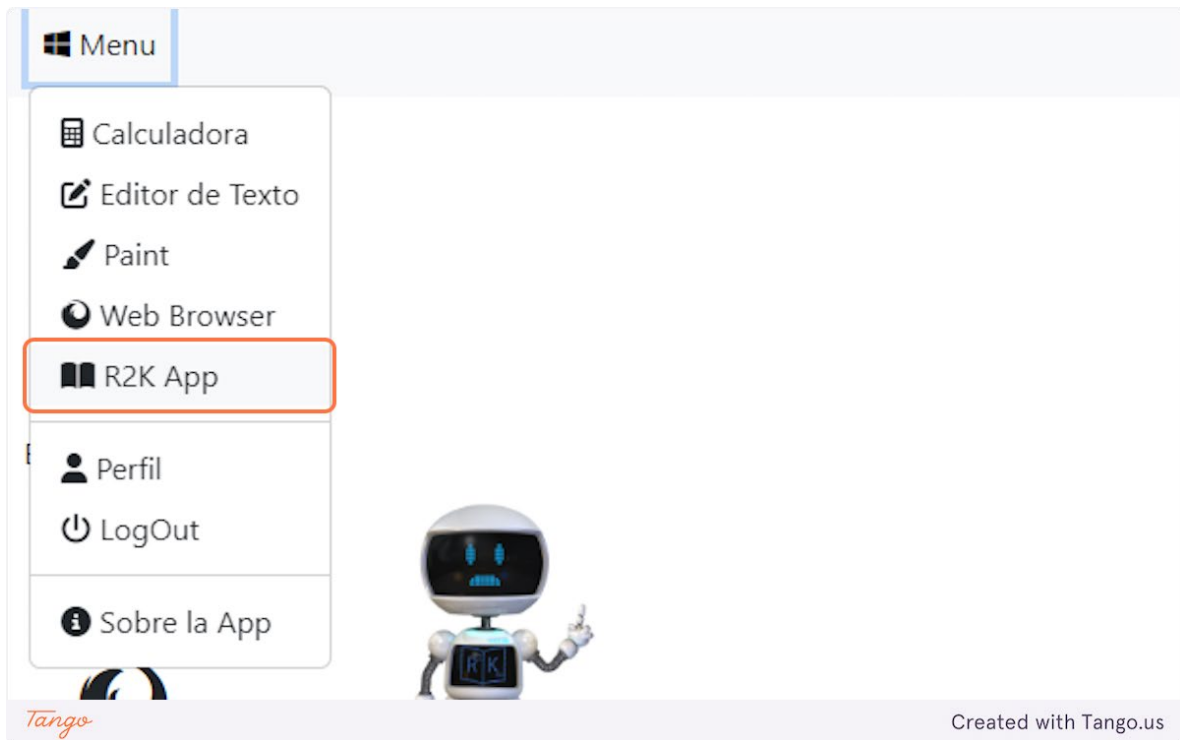 Menu
Calculadora
Editor de Texto
Paint
Web Browser
R2K App
Perfil
LogOut
Sobre la App
R K
Tango
Created with Tango.us